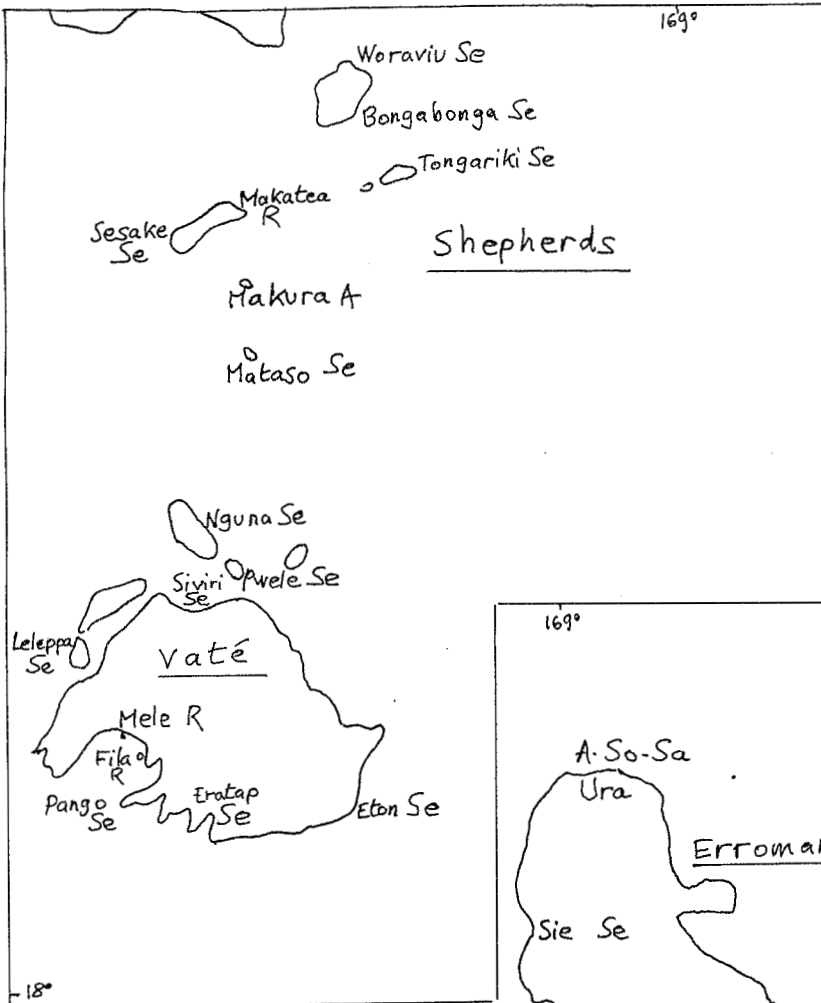 169°
Woraviu Se
Bongabonga Se
Tongariki Se
Makatea
R
Sesake
Se
Shepherds
Makura A
Mataso Se
Nguna Se
Siviri
Se
Pwele Se
Leleppa
Se
Vaté
Mele R
Fila
R
Pango
Se
Eratap
Se
Eton Se
18°
169°
A-So-Sa
Ura
Erroman
Sie Se